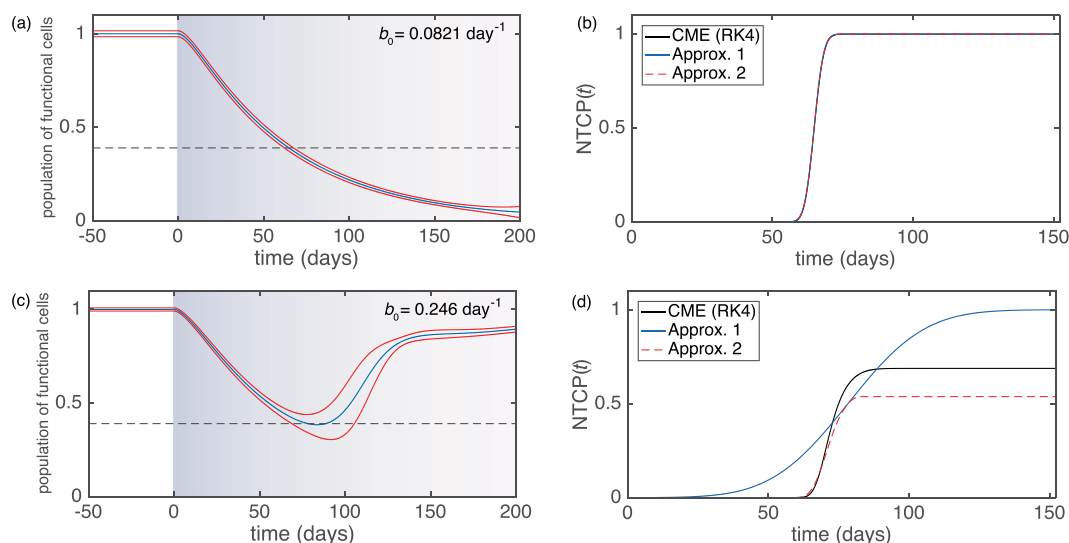 (a)
population of functional cells
1
0.5
0
b₀ = 0.0821 day⁻¹
-50 0 50 100 150 200
time (days)
(b)
NTCP(t)
1
0.5
0
CME (RK4)
Approx. 1
Approx. 2
0 50 100 150
time (days)
(c)
population of functional cells
1
0.5
0
b₀ = 0.246 day⁻¹
-50 0 50 100 150 200
time (days)
(d)
NTCP(t)
1
0.5
0
CME (RK4)
Approx. 1
Approx. 2
0 50 100 150
time (days)